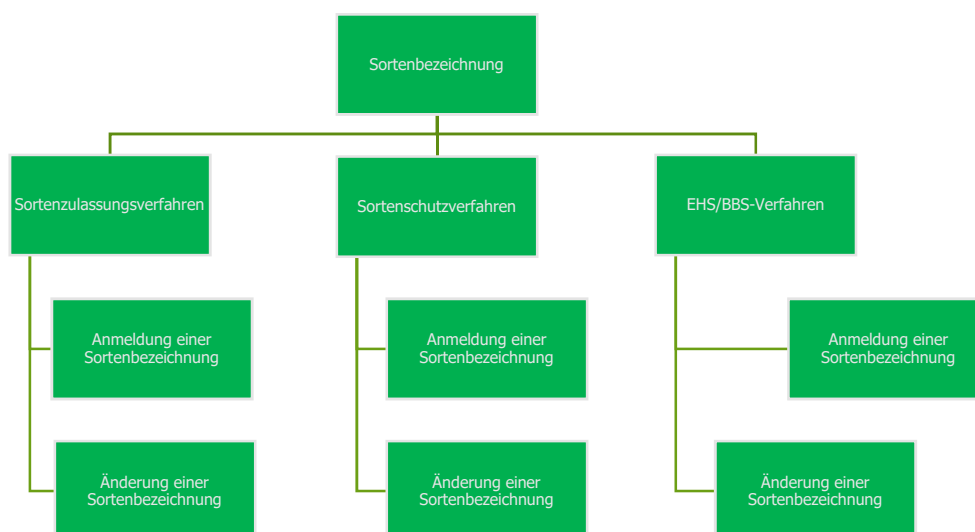 Sortenbezeichnung
Sortenzulassungsverfahren
Sortenschutzverfahren
EHS/BBS-Verfahren
Anmeldung einer
Sortenbezeichnung
Anmeldung einer
Sortenbezeichnung
Anmeldung einer
Sortenbezeichnung
Änderung einer
Sortenbezeichnung
Änderung einer
Sortenbezeichnung
Änderung einer
Sortenbezeichnung